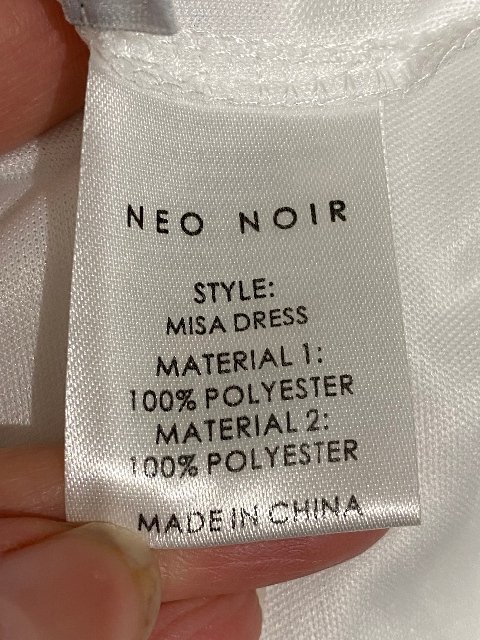 NEO NOIR
STYLE:
MISA DRESS
MATERIAL 1:
100% POLYESTER
MATERIAL 2:
100% POLYESTER
MADE IN CHINA